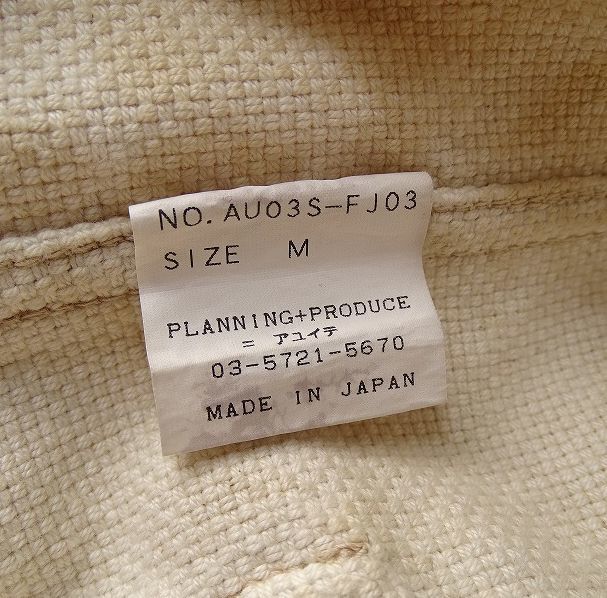 NO. AU03S-FJ03
SIZE M
PLANNING+PRODUCE
= アユイテ
03-5721-5670
MADE IN JAPAN